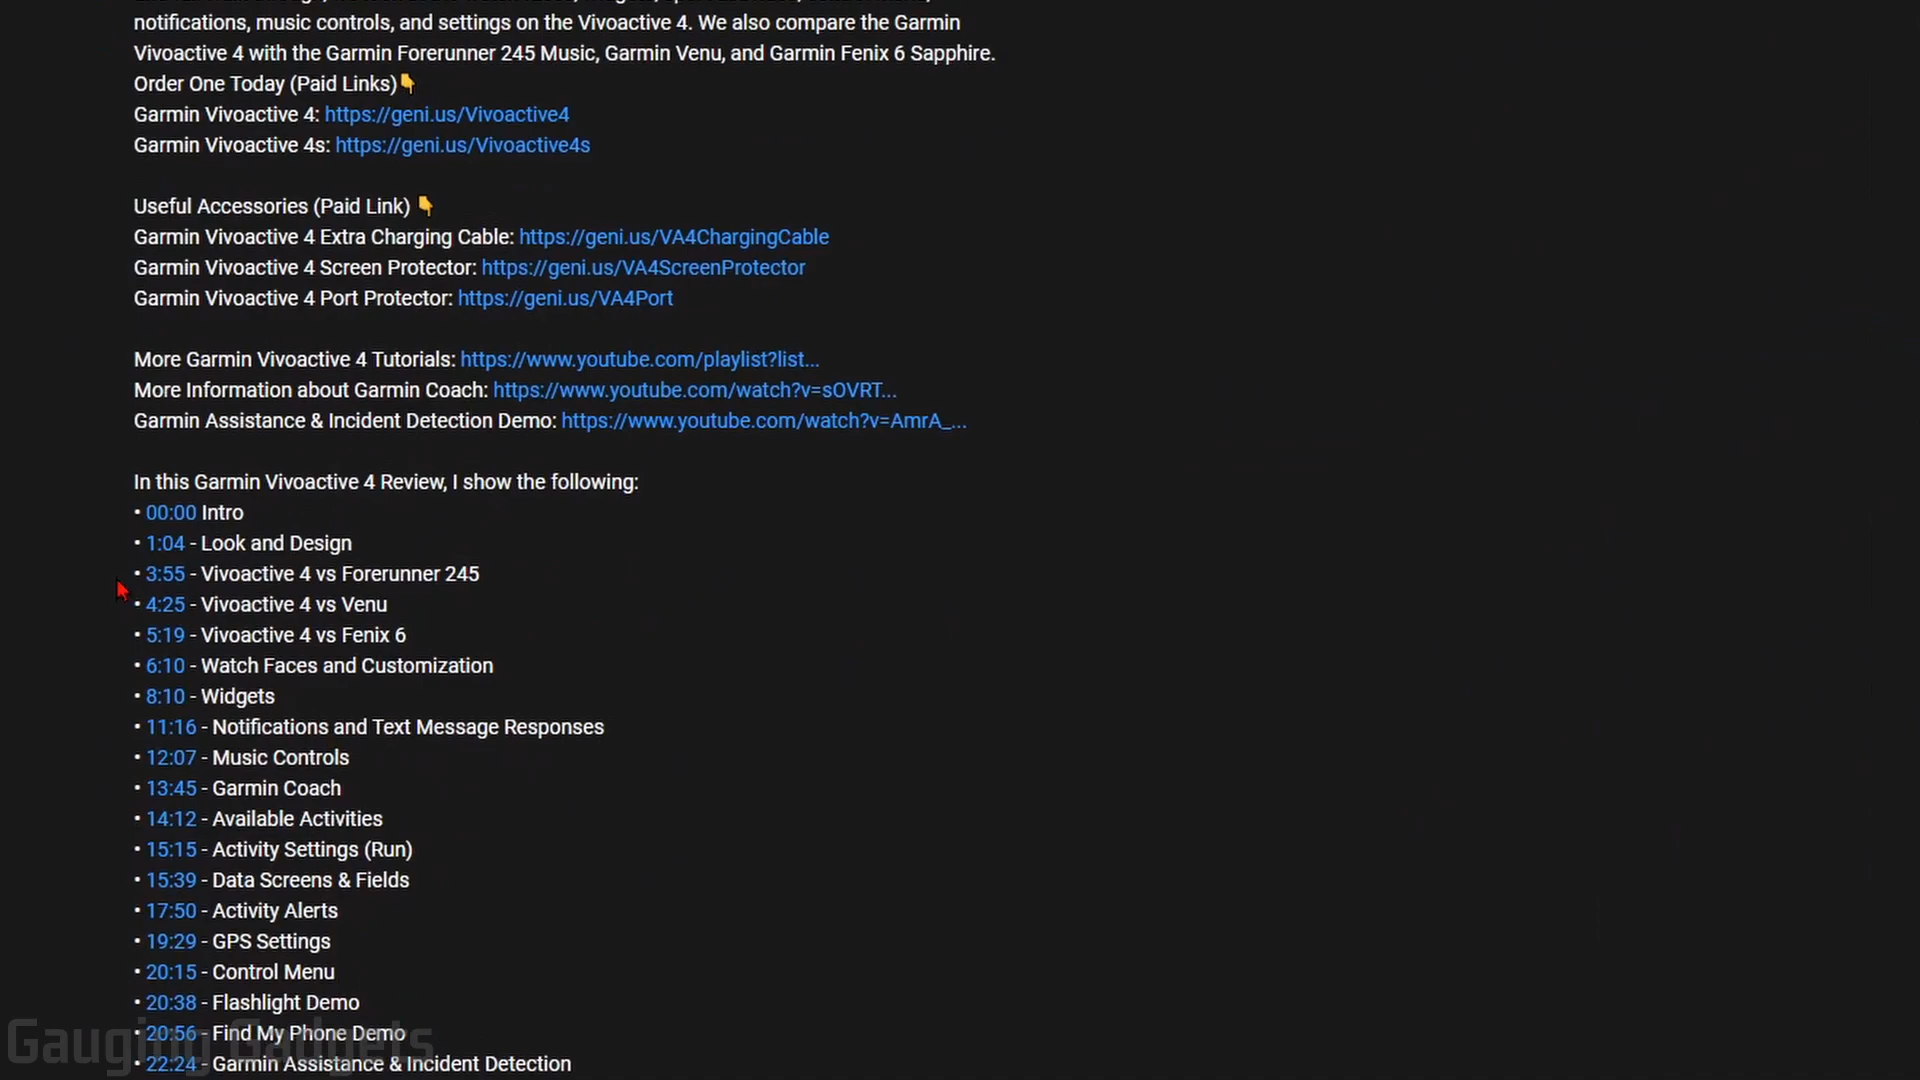 notifications, music controls, and settings on the Vivoactive 4. We also compare the Garmin
Vivoactive 4 with the Garmin Forerunner 245 Music, Garmin Venu, and Garmin Fenix 6 Sapphire.
Order One Today (Paid Links)👇
Garmin Vivoactive 4: https://geni.us/Vivoactive4
Garmin Vivoactive 4s: https://geni.us/Vivoactive4s
Useful Accessories (Paid Link) 👇
Garmin Vivoactive 4 Extra Charging Cable: https://geni.us/VA4ChargingCable
Garmin Vivoactive 4 Screen Protector: https://geni.us/VA4ScreenProtector
Garmin Vivoactive 4 Port Protector: https://geni.us/VA4Port
More Garmin Vivoactive 4 Tutorials: https://www.youtube.com/playlist?list...
More Information about Garmin Coach: https://www.youtube.com/watch?v=sOVRT...
Garmin Assistance & Incident Detection Demo: https://www.youtube.com/watch?v=AmrA_...
In this Garmin Vivoactive 4 Review, I show the following:
• 00:00 Intro
• 1:04 - Look and Design
• 3:55 - Vivoactive 4 vs Forerunner 245
• 4:25 - Vivoactive 4 vs Venu
• 5:19 - Vivoactive 4 vs Fenix 6
• 6:10 - Watch Faces and Customization
• 8:10 - Widgets
• 11:16 - Notifications and Text Message Responses
• 12:07 - Music Controls
• 13:45 - Garmin Coach
• 14:12 - Available Activities
• 15:15 - Activity Settings (Run)
• 15:39 - Data Screens & Fields
• 17:50 - Activity Alerts
• 19:29 - GPS Settings
• 20:15 - Control Menu
• 20:38 - Flashlight Demo
• 20:56 - Find My Phone Demo
• 22:24 - Garmin Assistance & Incident Detection
Gauging Gadgets